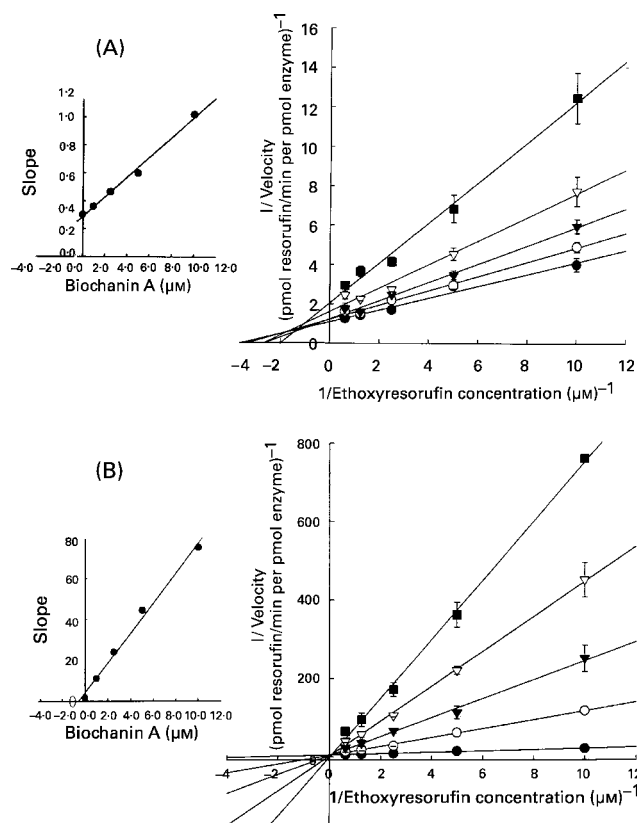 (A)
1·2
1·0
0·8
0·6
0·4
0·2
0·0
Slope
-4·0 -2·0 0·0 2·0 4·0 6·0 8·0 10·0 12·0
Biochanin A (µM)
16
14
12
10
8
6
4
2
0
I/ Velocity
(pmol resorufin/min per pmol enzyme)⁻¹
-4 -2 0 2 4 6 8 10 12
1/Ethoxyresorufin concentration (µM)⁻¹
(B)
80
60
40
20
0
Slope
-4·0 -2·0 0·0 2·0 4·0 6·0 8·0 10·0 12·0
Biochanin A (µM)
800
600
400
200
I/ Velocity
(pmol resorufin/min per pmol enzyme)⁻¹
-4 -2 0 2 4 6 8 10 12
1/Ethoxyresorufin concentration (µM)⁻¹